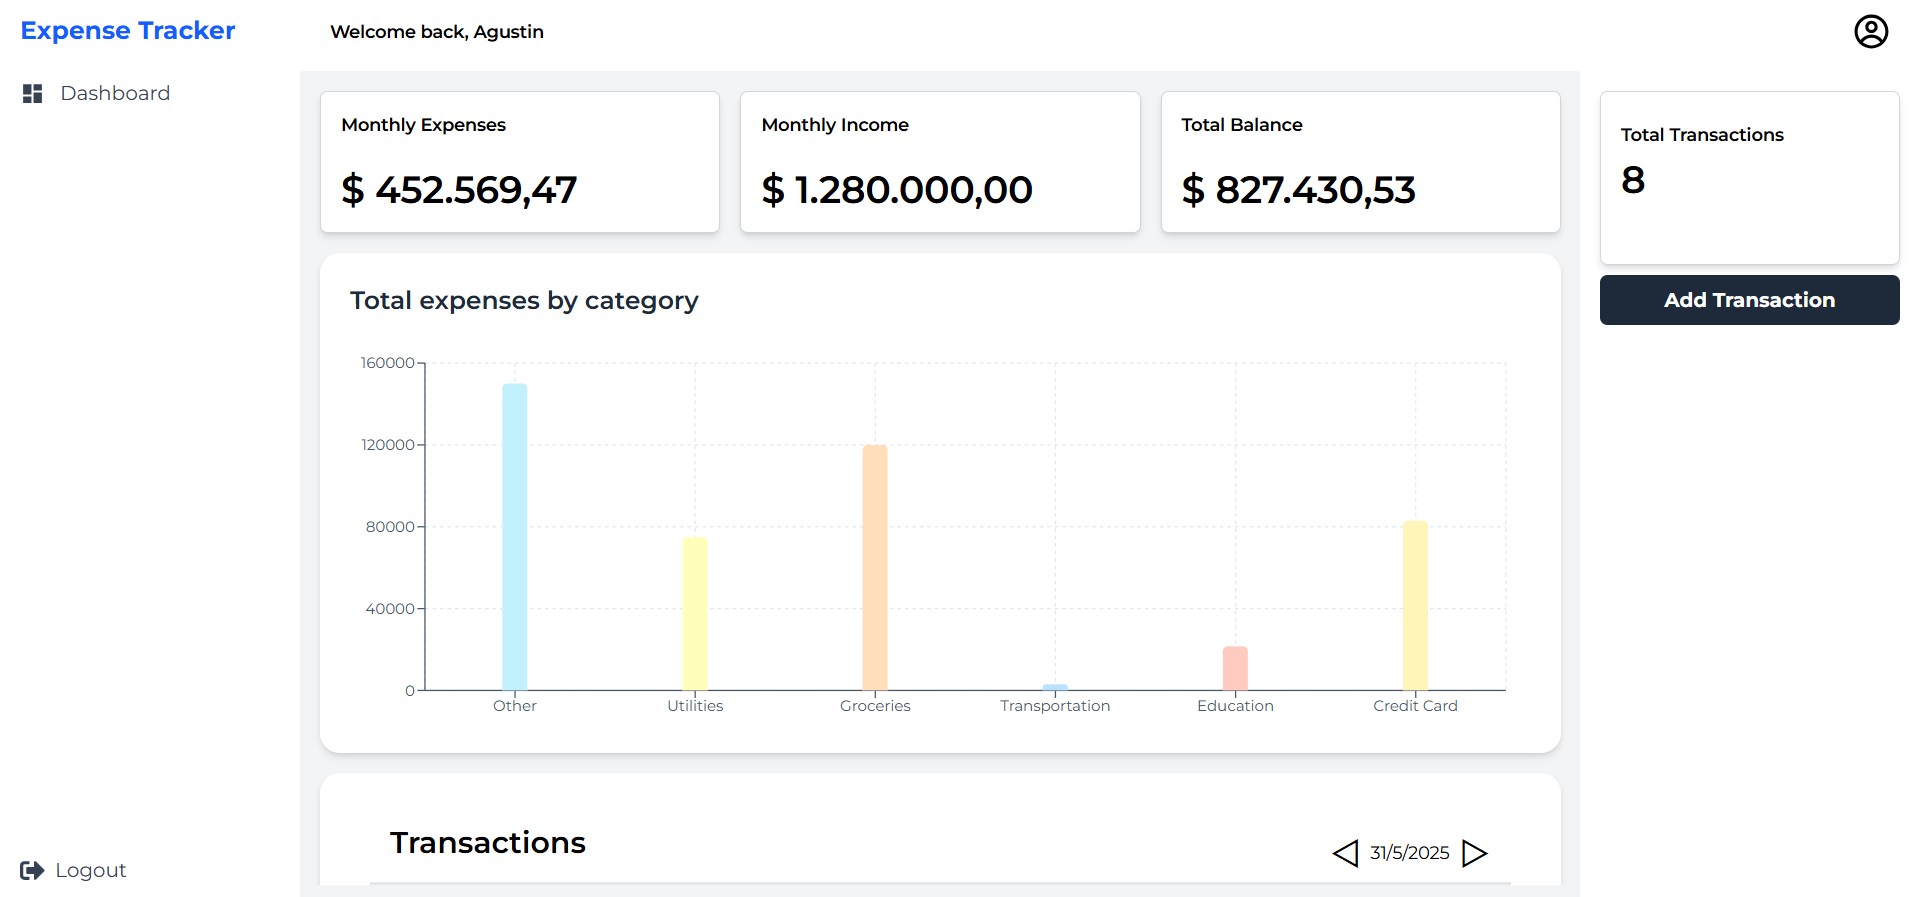 Expense Tracker
Welcome back, Agustin
Dashboard
Monthly Expenses
$ 452.569,47
Monthly Income
$ 1.280.000,00
Total Balance
$ 827.430,53
Total Transactions
8
Add Transaction
Total expenses by category
160000
120000
80000
40000
0
Other
Utilities
Groceries
Transportation
Education
Credit Card
Transactions
31/5/2025
Logout